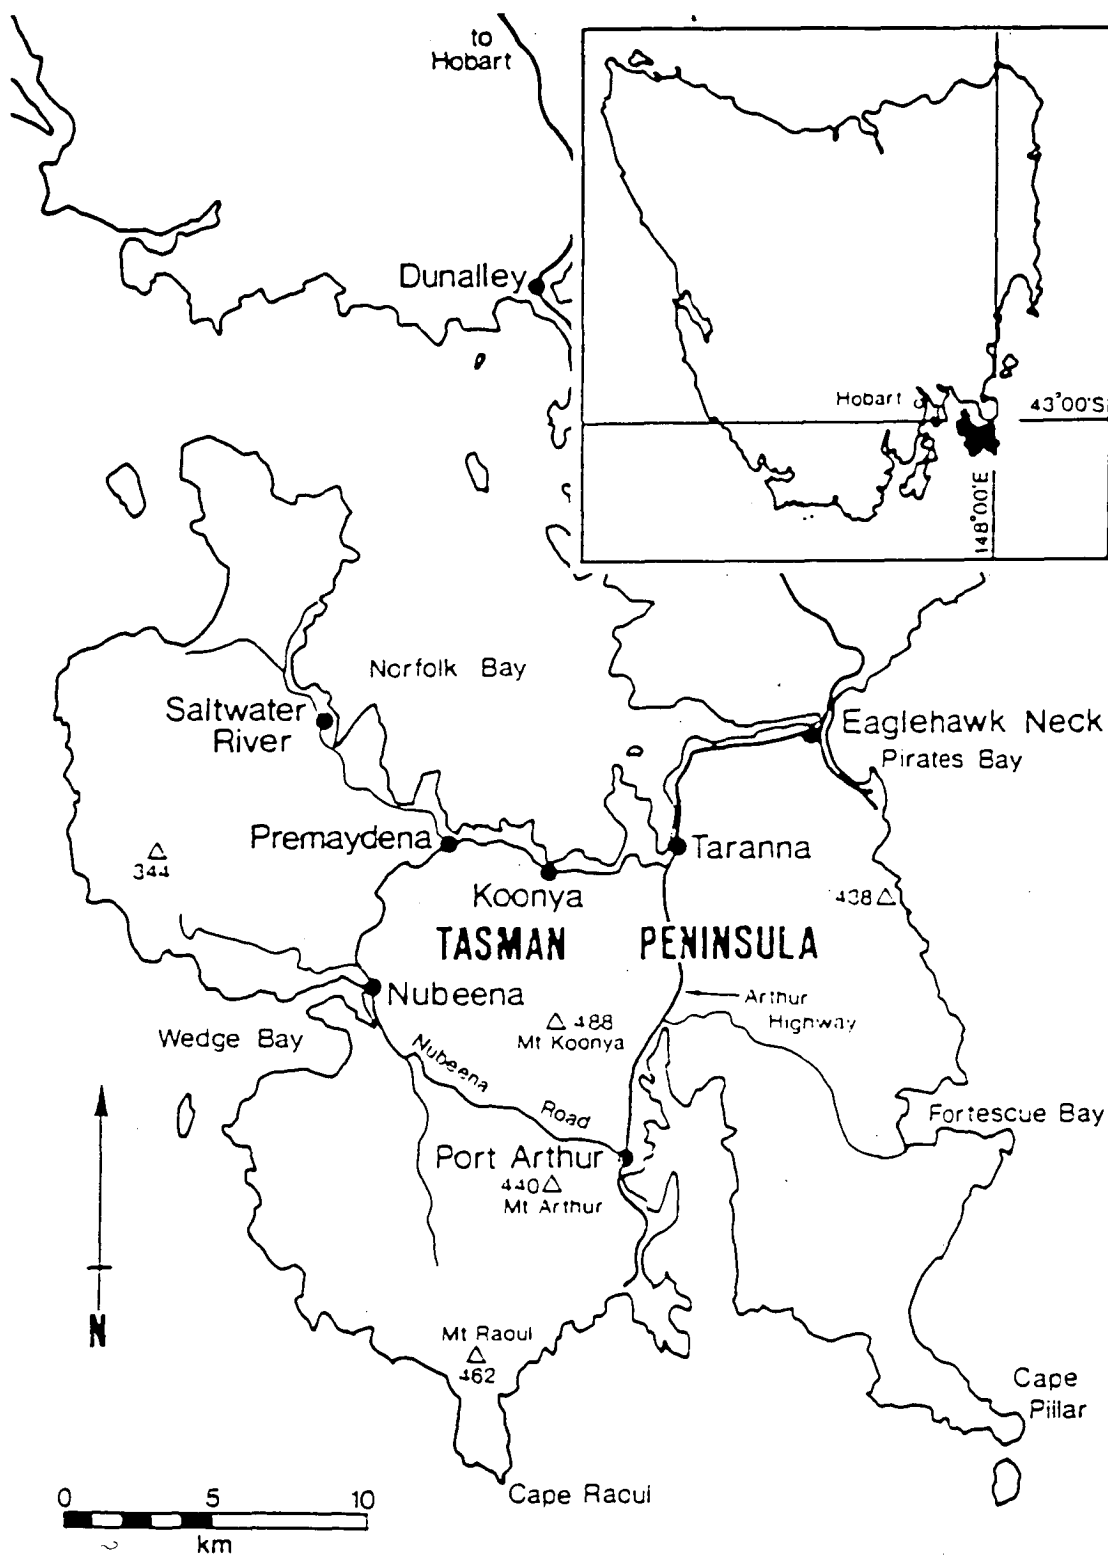 to
Hobart
Dunalley
Hobart
43°00'S
148°00'E
Norfolk Bay
Saltwater
River
Eaglehawk Neck
Pirates Bay
Premaydena
Taranna
344
Koonya
438
TASMAN PENINSULA
Nubeena
Arthur
Highway
488
Mt Koonya
Wedge Bay
Nubeena Road
Fortescue Bay
Port Arthur
440
Mt Arthur
N
Mt Raoul
462
Cape
Pillar
Cape Raoul
0 5 10
km